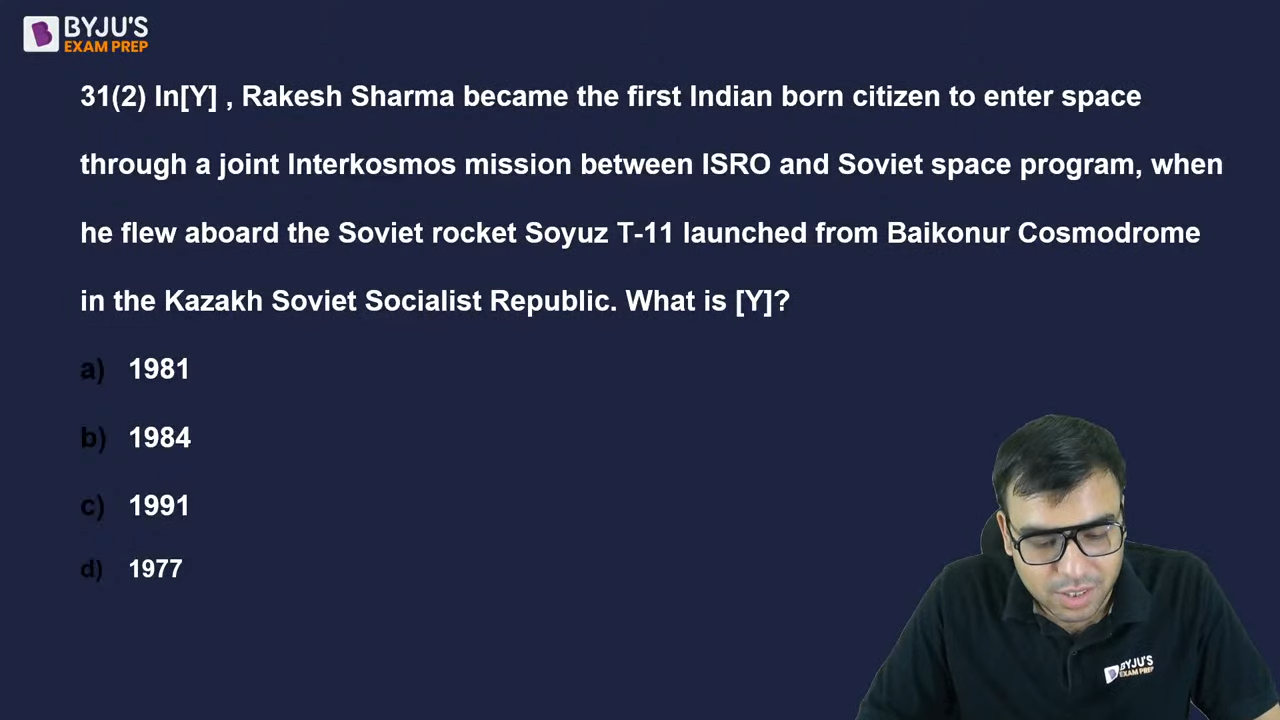 BYJU'S
EXAM PREP
31(2) In[Y] , Rakesh Sharma became the first Indian born citizen to enter space
through a joint Interkosmos mission between ISRO and Soviet space program, when
he flew aboard the Soviet rocket Soyuz T-11 launched from Baikonur Cosmodrome
in the Kazakh Soviet Socialist Republic. What is [Y]?
a) 1981
b) 1984
c) 1991
d) 1977
BYJU'S
EXAM PREP